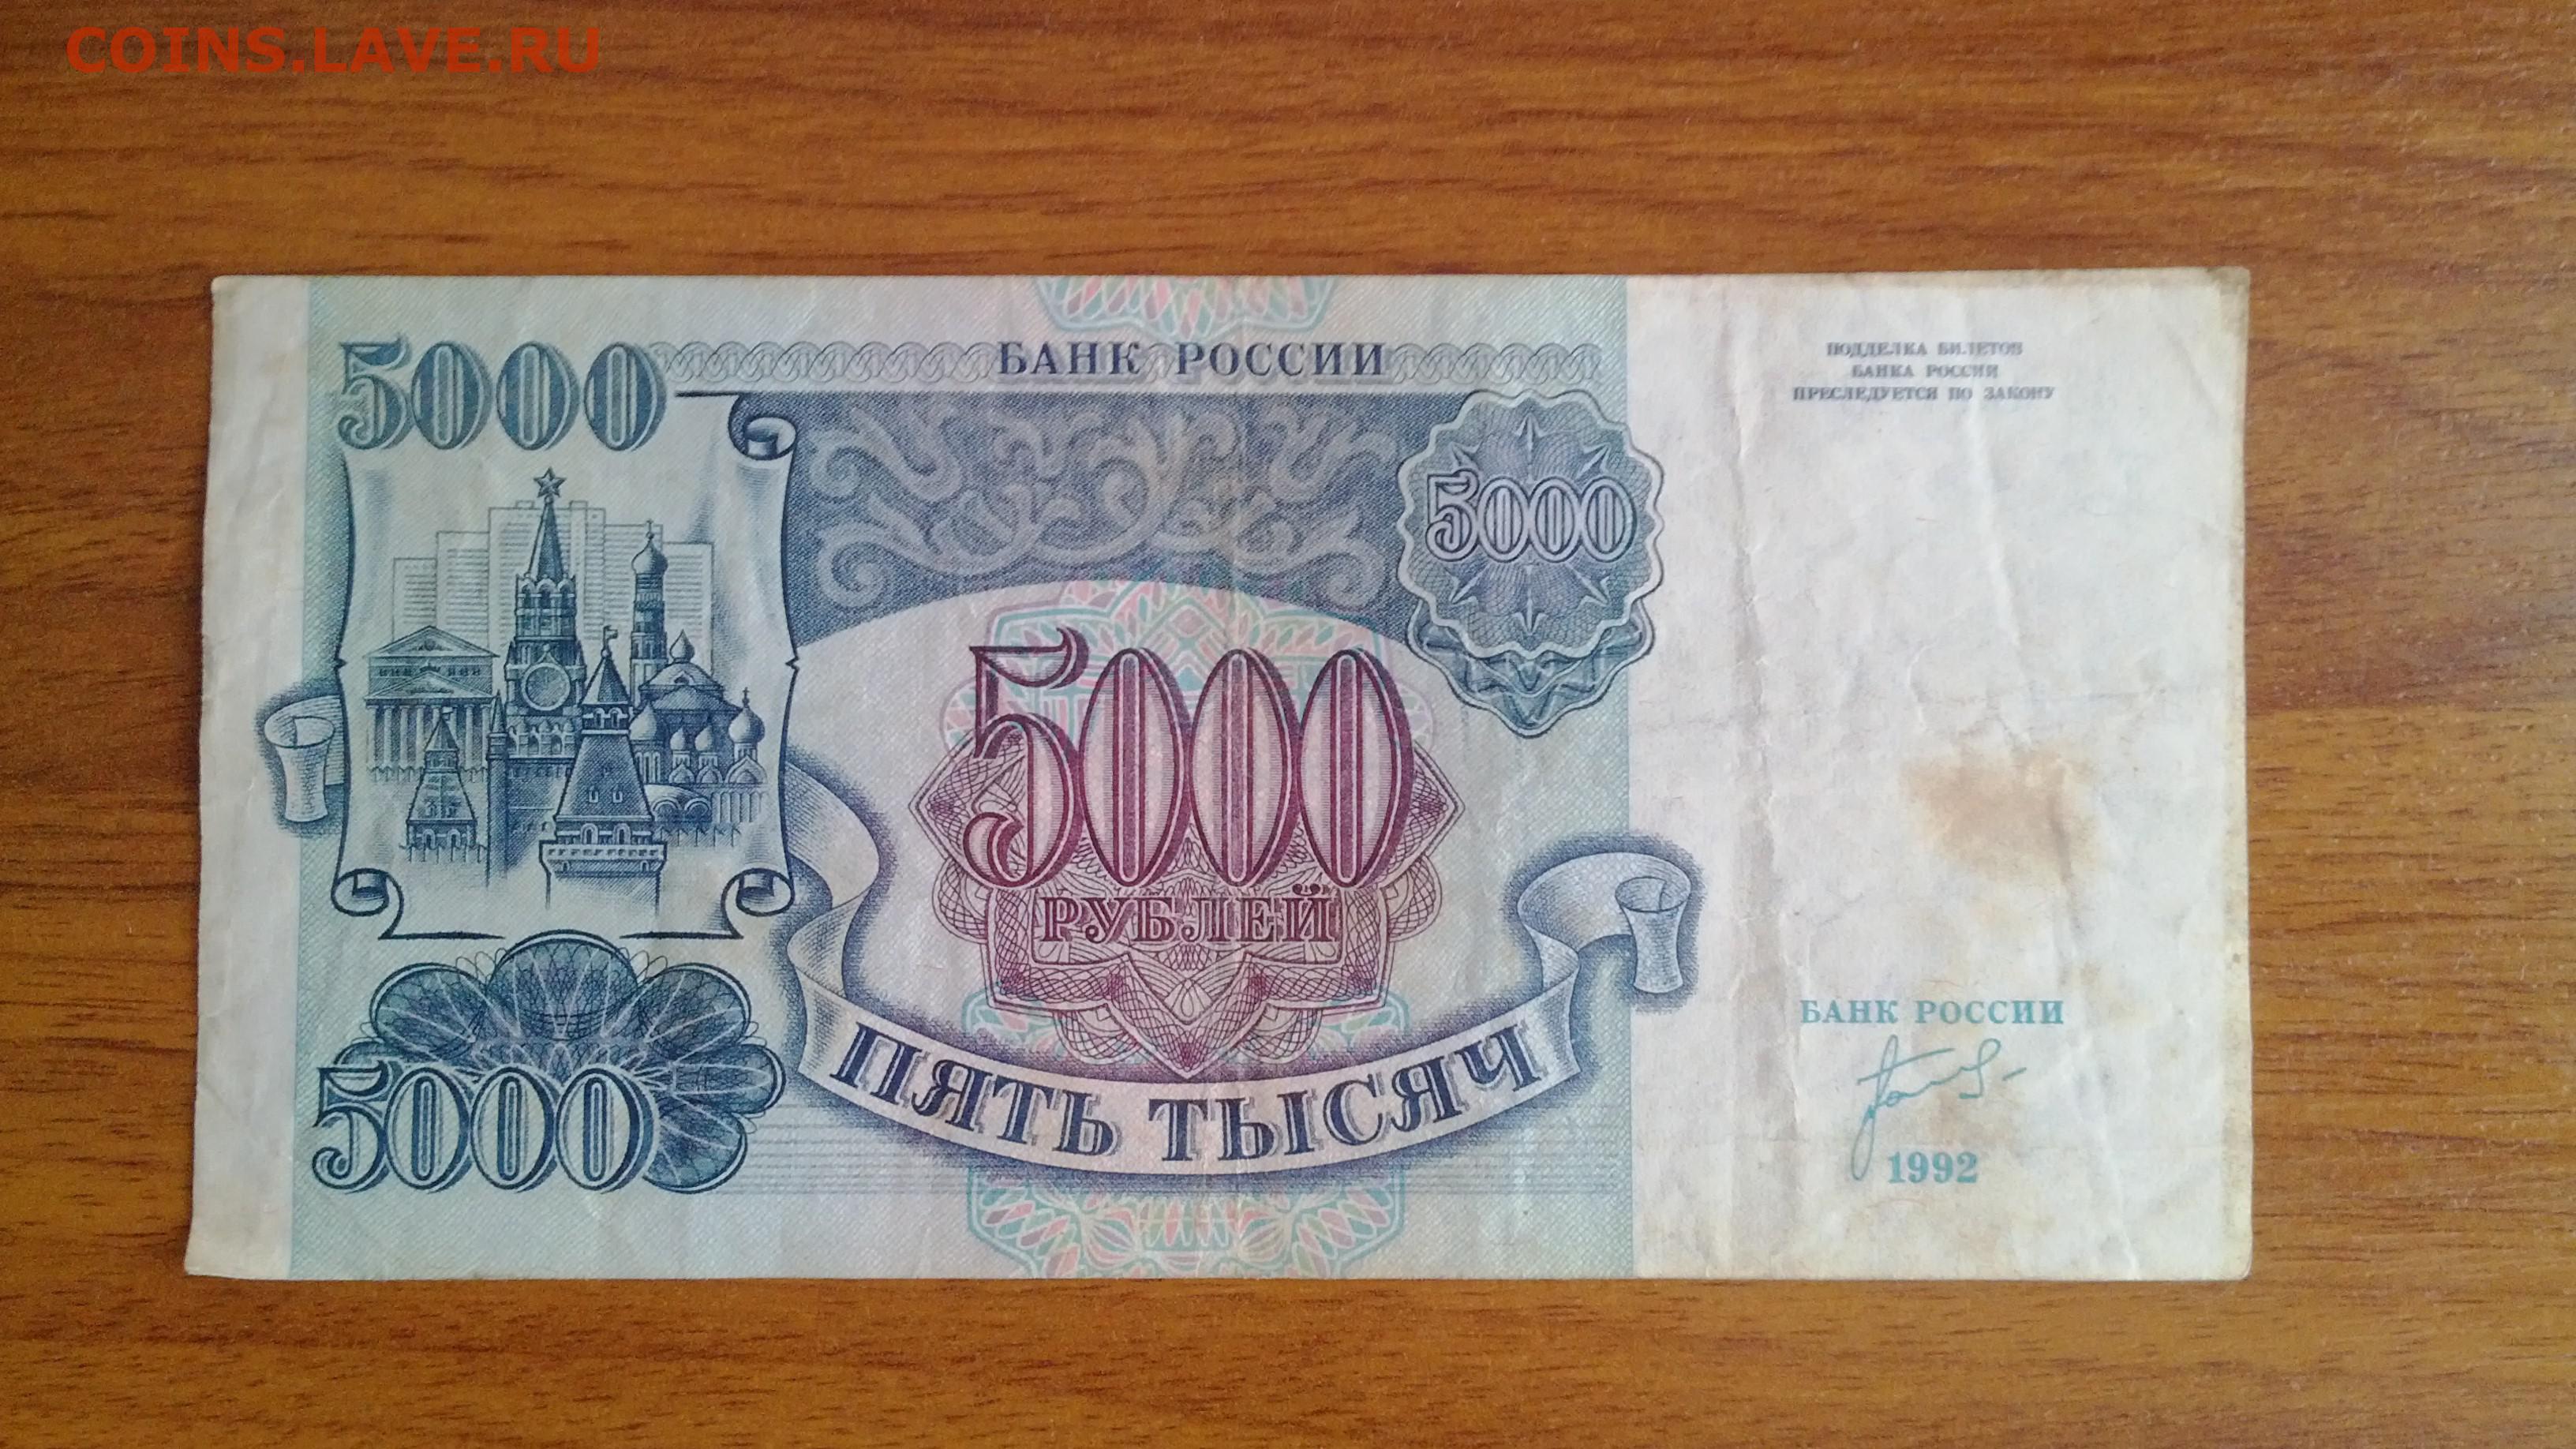 COINS.LAVE.RU
5000
БАНК РОССИИ
ПОДДЕЛКА БИЛЕТОВ
БАНКА РОССИИ
ПРЕСЛЕДУЕТСЯ ПО ЗАКОНУ
5000
5000
РУБЛЕЙ
ПЯТЬ ТЫСЯЧ
5000
БАНК РОССИИ
1992